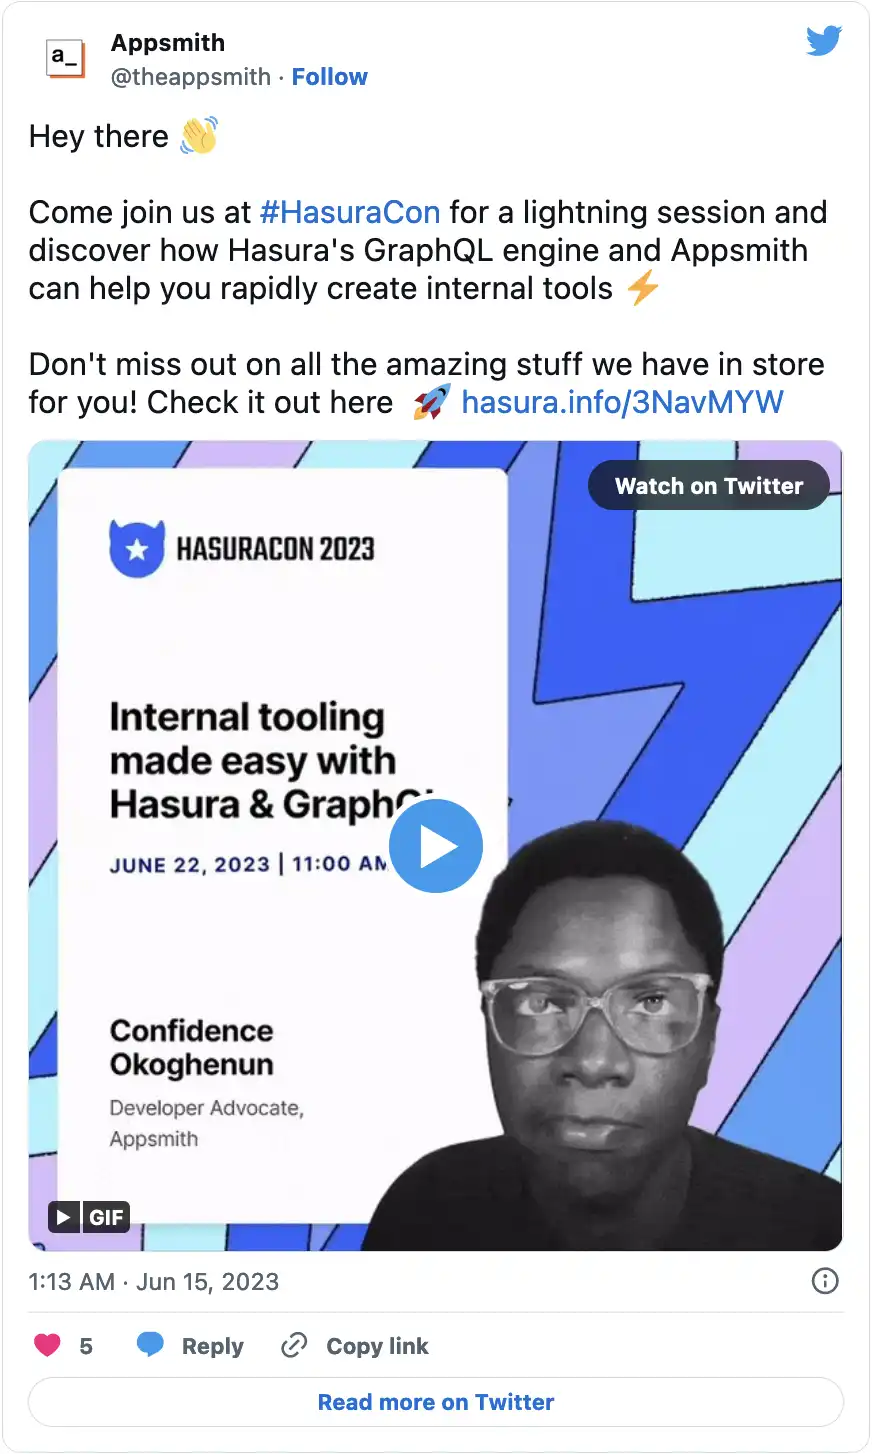 a_
Appsmith
@theappsmith · Follow
Hey there 👋
Come join us at #HasuraCon for a lightning session and
discover how Hasura's GraphQL engine and Appsmith
can help you rapidly create internal tools ⚡
Don't miss out on all the amazing stuff we have in store
for you! Check it out here 🚀 hasura.info/3NavMYW
Watch on Twitter
HASURACON 2023
Internal tooling
made easy with
Hasura &
JUNE 22, 2023 | 11:00
Confidence
Okoghenun
Developer Advocate,
Appsmith
GIF
1:13 AM · Jun 15, 2023
5 Reply Copy link
Read more on Twitter